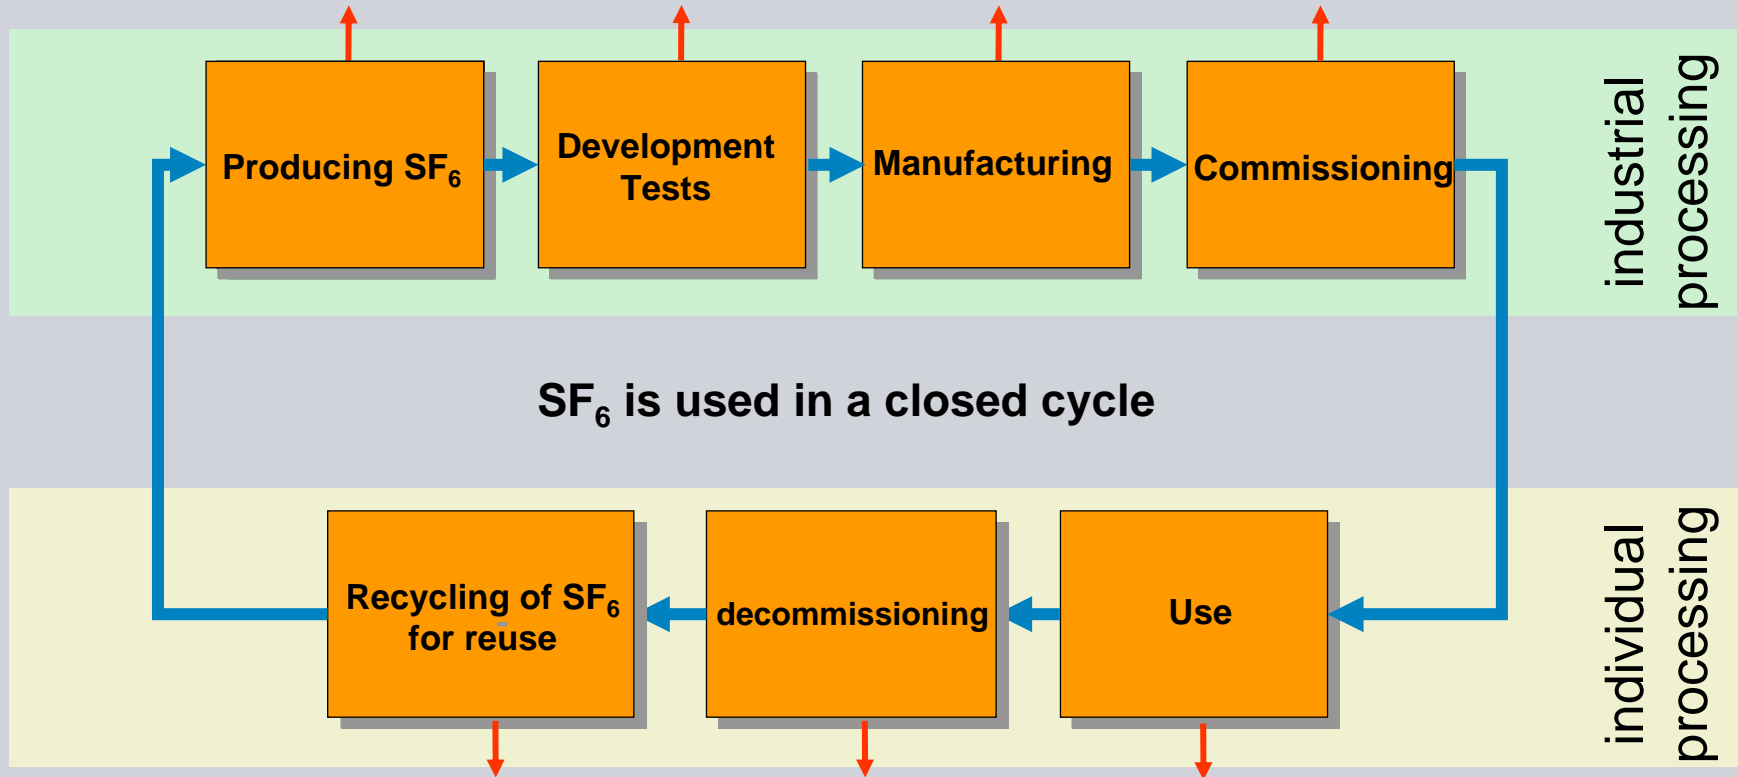 Producing SF₆
Development
Tests
Manufacturing
Commissioning
industrial
processing
SF₆ is used in a closed cycle
Recycling of SF₆
for reuse
decommissioning
Use
individual
processing